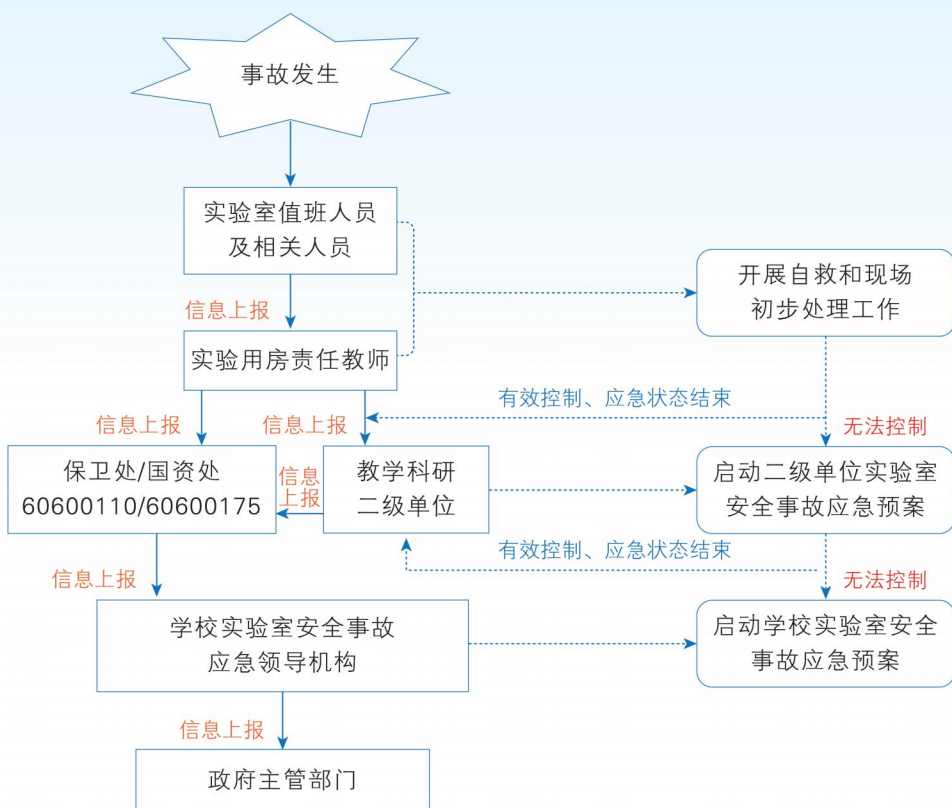 事故发生
实验室值班人员
及相关人员
开展自救和现场
初步处理工作
信息上报
实验用房责任教师
有效控制、应急状态结束
信息上报
信息上报
无法控制
保卫处/国资处
60600110/60600175
信息
上报
教学科研
二级单位
启动二级单位实验室
安全事故应急预案
有效控制、应急状态结束
信息上报
无法控制
学校实验室安全事故
应急领导机构
启动学校实验室安全
事故应急预案
信息上报
政府主管部门